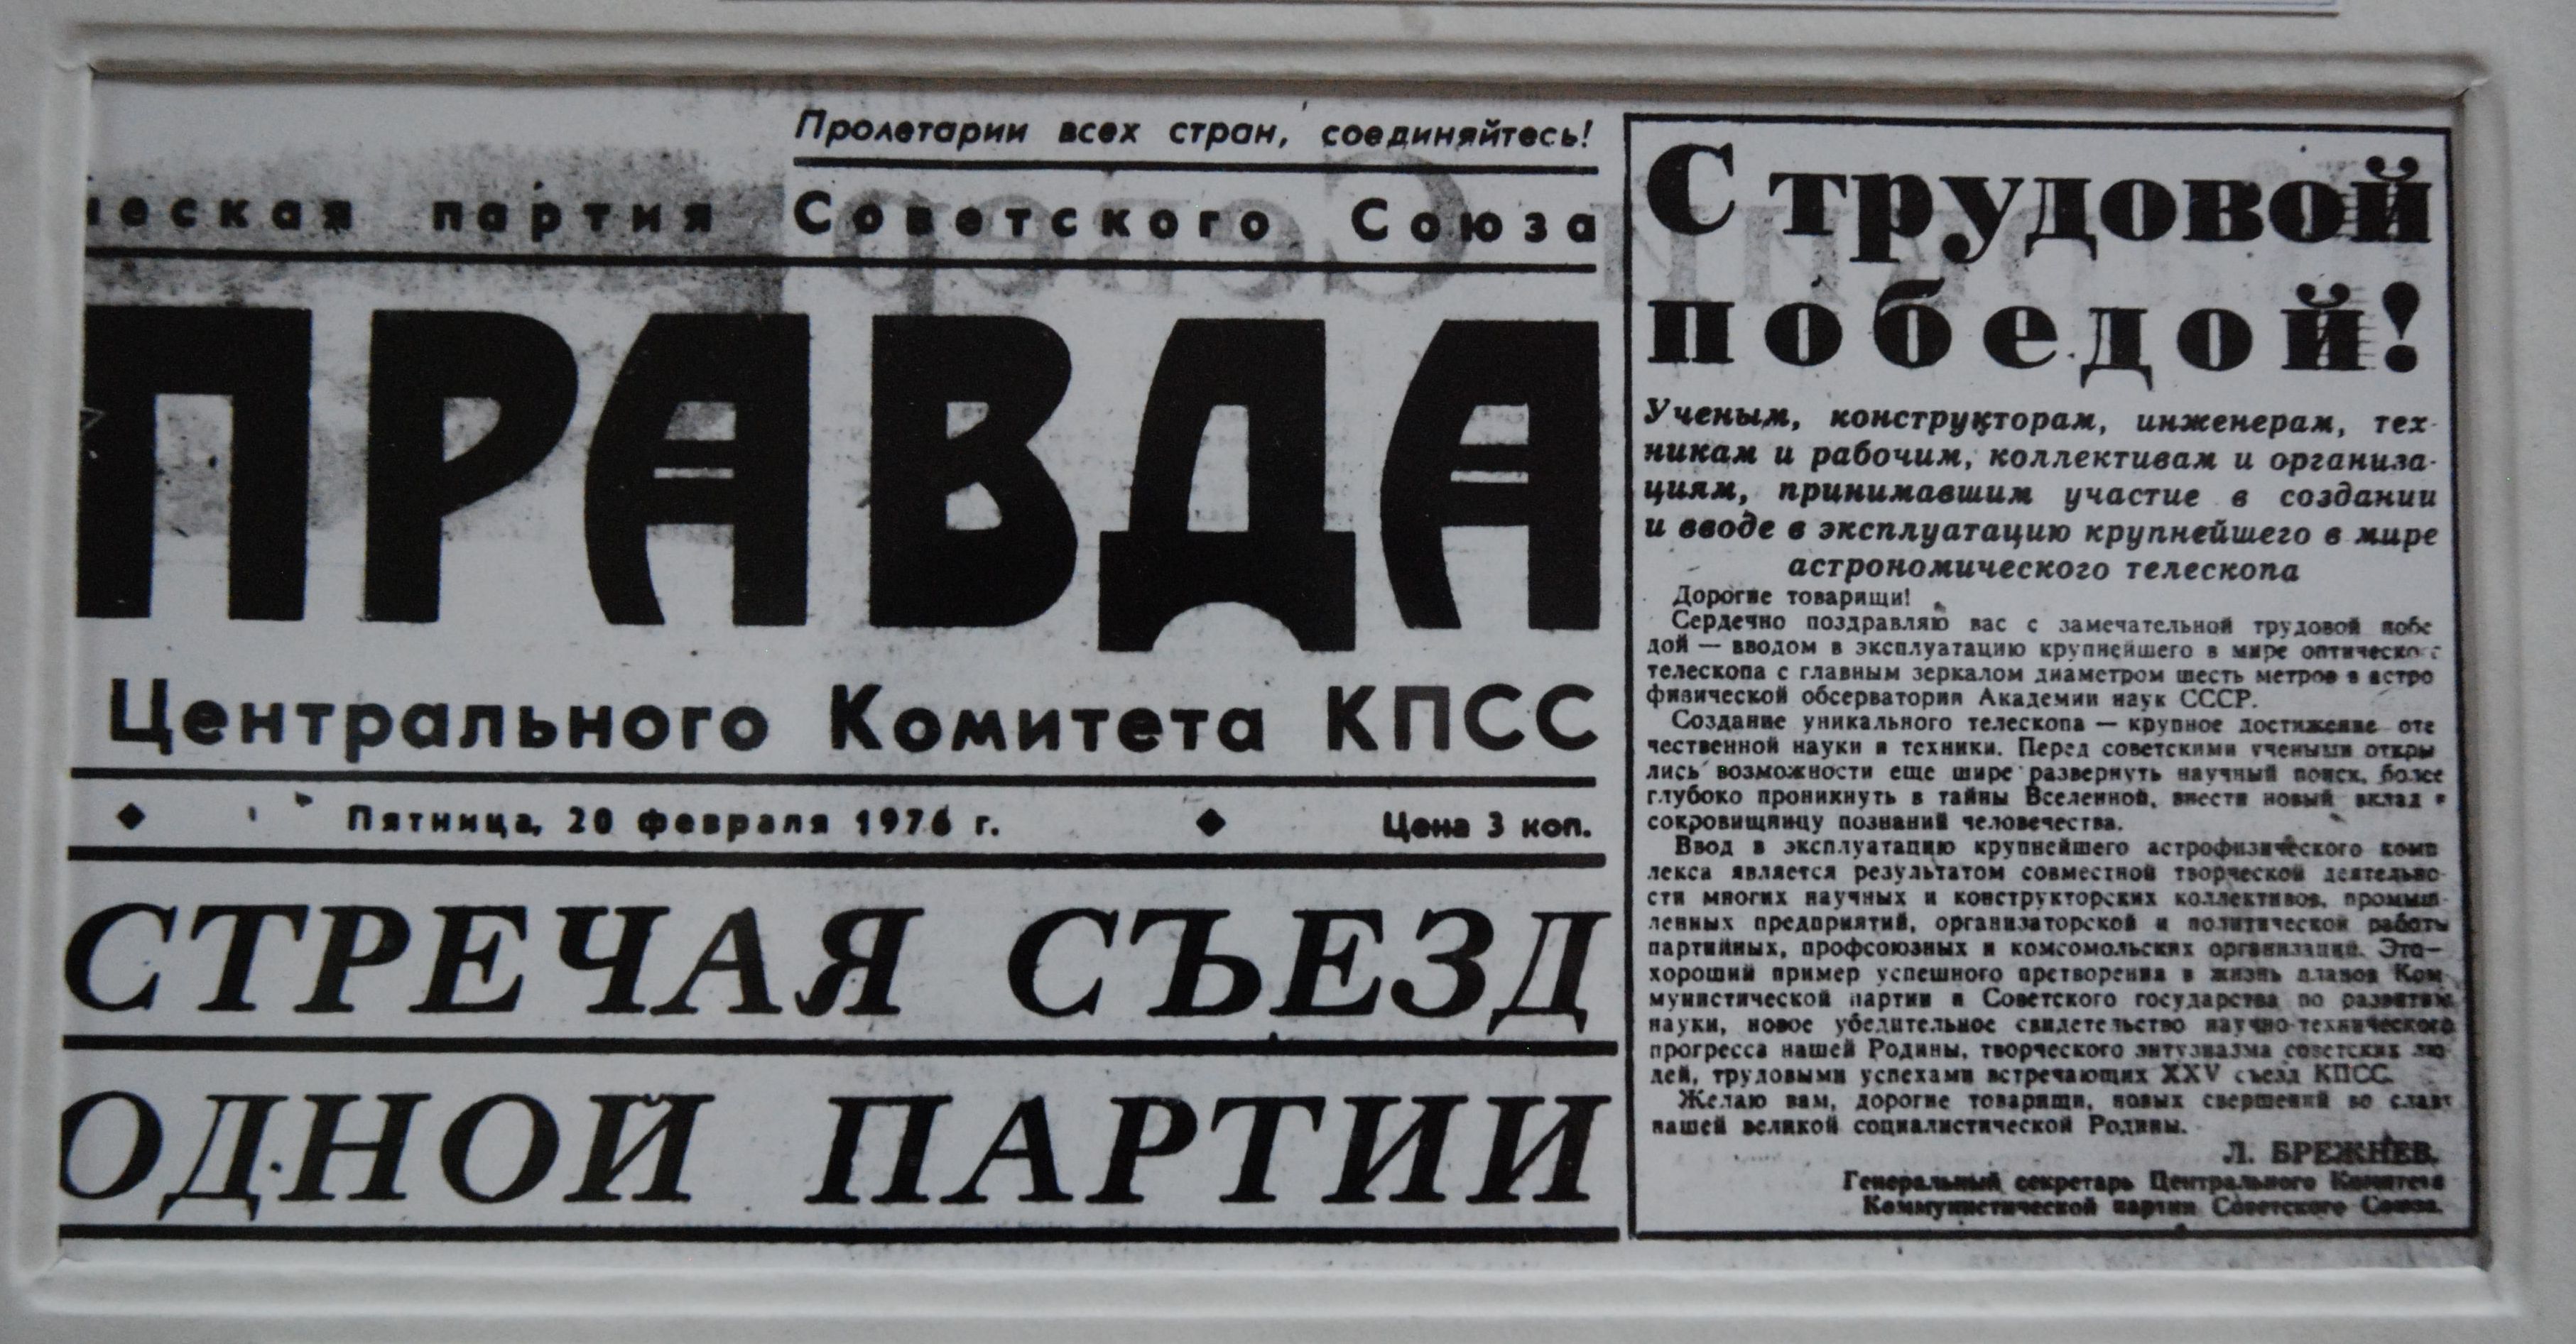 Пролетарии всех стран, соединяйтесь!
ческая партия Советского Союза
ПРАВДА
Центрального Комитета КПСС
Пятница, 20 февраля 1976 г. Цена 3 коп.
СТРЕЧАЯ СЪЕЗД
ОДНОЙ ПАРТИИ
С трудовой
победой!
Ученым, конструкторам, инженерам, тех-
никам и рабочим, коллективам и организа-
циям, принимавшим участие в создании
и вводе в эксплуатацию крупнейшего в мире
астрономического телескопа
Дорогие товарищи!
Сердечно поздравляю вас с замечательной трудовой побе
дой — вводом в эксплуатацию крупнейшего в мире оптическо
телескопа с главным зеркалом диаметром шесть метров в астро
физической обсерватории Академии наук СССР.
Создание уникального телескопа — крупное достижение оте
чественной науки и техники. Перед советскими учеными откры
лись возможности еще шире развернуть научный поиск, более
глубоко проникнуть в тайны Вселенной, внести новый вклад в
сокровищницу познаний человечества.
Ввод в эксплуатацию крупнейшего астрофизического комп
лекса является результатом совместной творческой деятельно-
сти многих научных и конструкторских коллективов, промыш-
ленных предприятий, организаторской и политической работы
партийных, профсоюзных и комсомольских организаций. Это—
хороший пример успешного претворения в жизнь планов Ком
мунистической партии и Советского государства по развитию
науки, новое убедительное свидетельство научно-технического
прогресса нашей Родины, творческого энтузиазма советских лю-
дей, трудовыми успехами встречающих XXV съезд КПСС.
Желаю вам, дорогие товарищи, новых свершений во славу
нашей великой социалистической Родины.
Л. БРЕЖНЕВ.
Генеральный секретарь Центрального Комитета
Коммунистической партии Советского Союза.